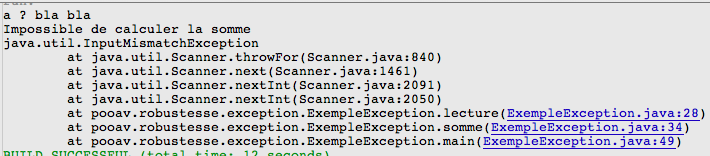 run:
a ? bla bla
Impossible de calculer la somme
java.util.InputMismatchException
at java.util.Scanner.throwFor(Scanner.java:840)
at java.util.Scanner.next(Scanner.java:1461)
at java.util.Scanner.nextInt(Scanner.java:2091)
at java.util.Scanner.nextInt(Scanner.java:2050)
at pooav.robustesse.exception.ExempleException.lecture(ExempleException.java:28)
at pooav.robustesse.exception.ExempleException.somme(ExempleException.java:34)
at pooav.robustesse.exception.ExempleException.main(ExempleException.java:49)
BUILD SUCCESSFUL (total time: 12 seconds)